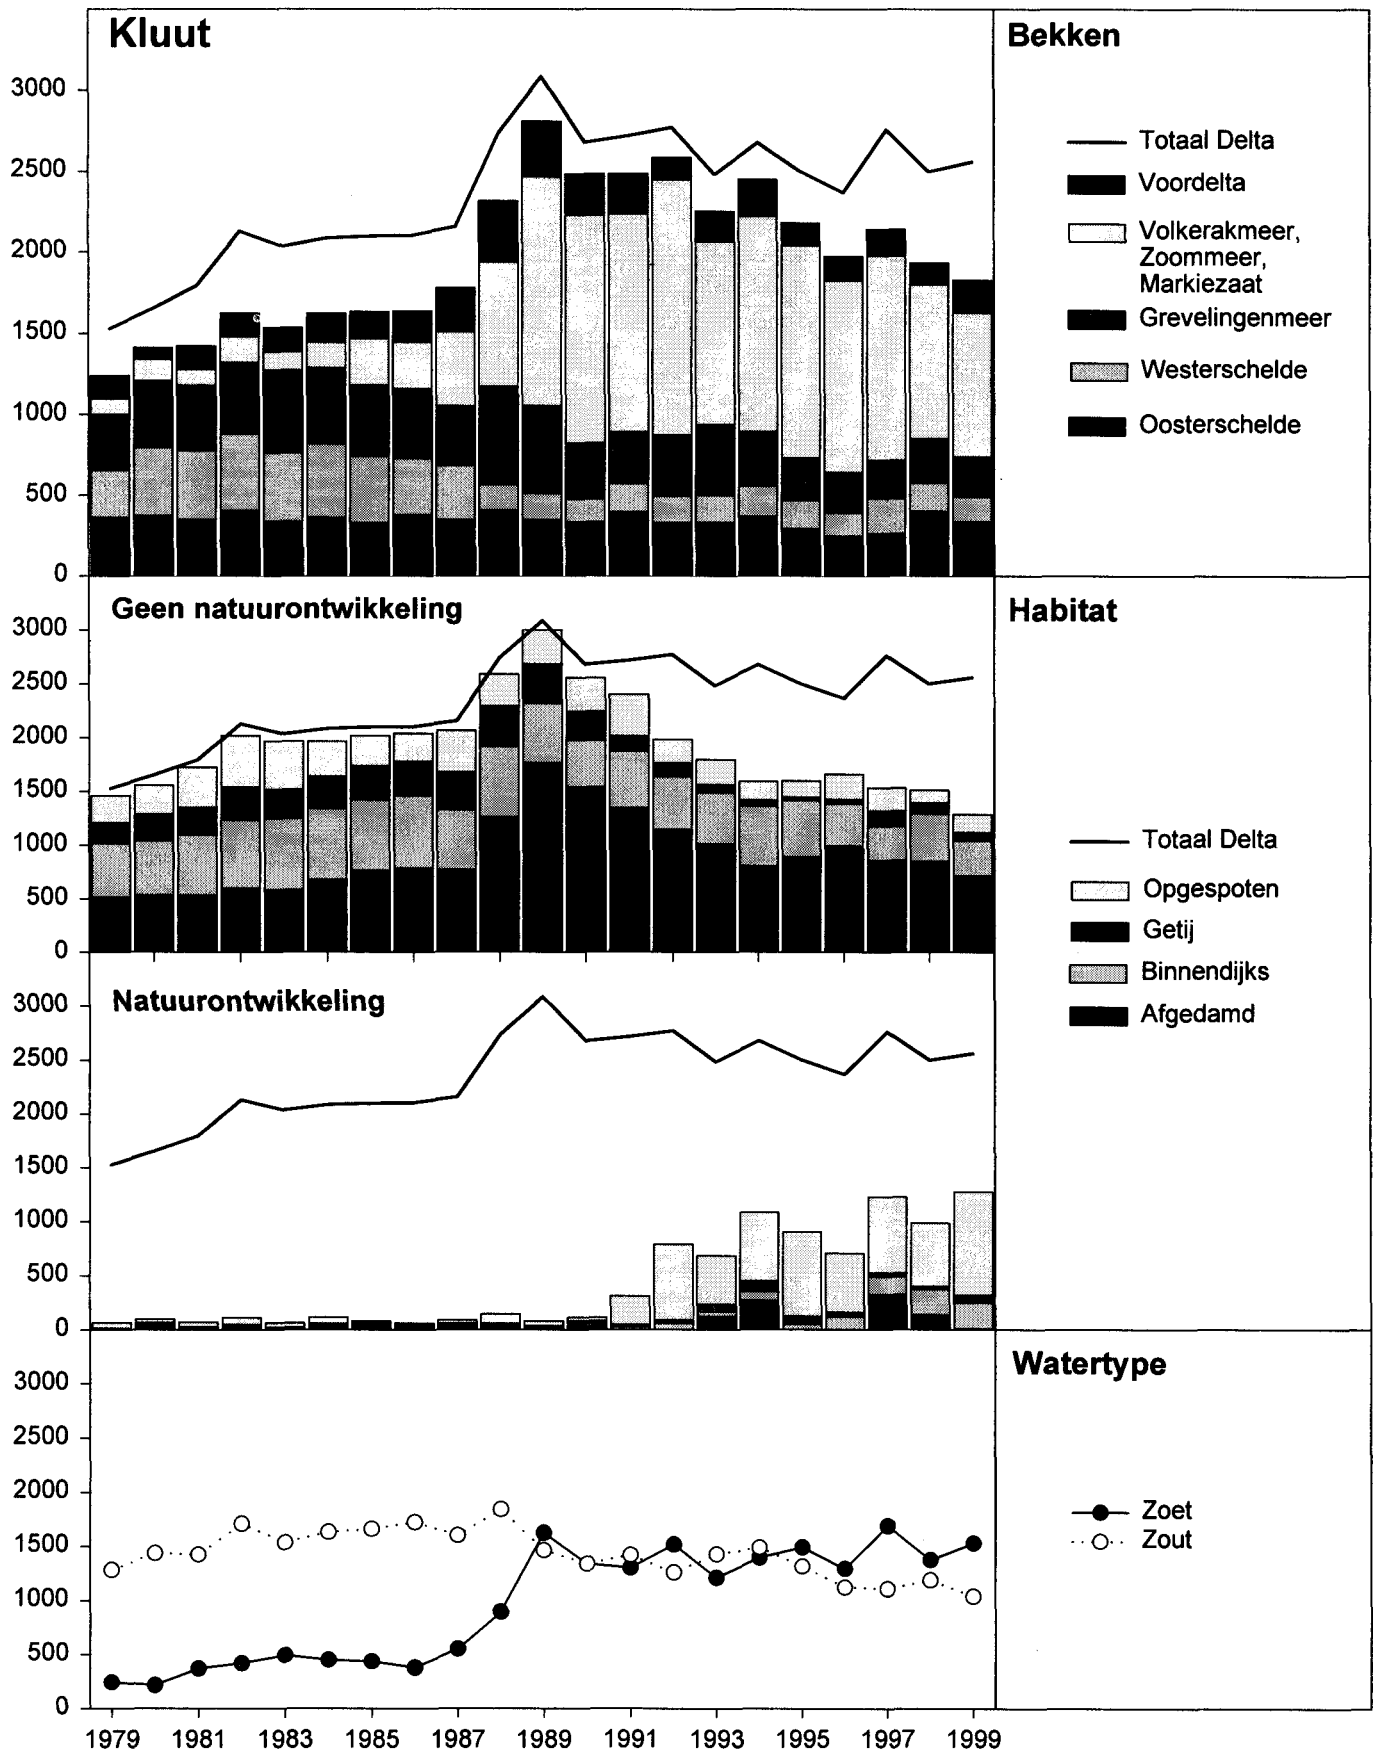 Kluut
3000
2500
2000
1500
1000
500
0
Bekken
Totaal Delta
Voordelta
Volkerakmeer,
Zoommeer,
Markiezaat
Grevelingenmeer
Westerschelde
Oosterschelde
Geen natuurontwikkeling
3000
2500
2000
1500
1000
500
0
Habitat
Totaal Delta
Opgespoten
Getij
Binnendijks
Afgedamd
Natuurontwikkeling
3000
2500
2000
1500
1000
500
0
Watertype
3000
2500
2000
1500
1000
500
0
Zoet
Zout
1979 1981 1983 1985 1987 1989 1991 1993 1995 1997 1999